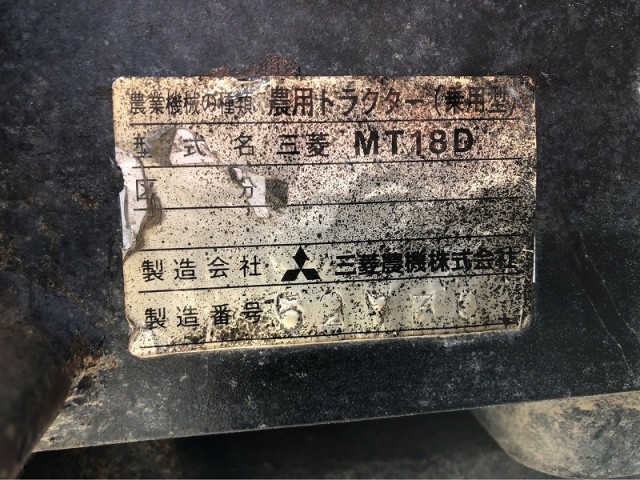 農業機械の種類 農用トラクター(乗用型)
型式名 三菱 MT18D
区分
製造会社 三菱農機株式会社
製造番号